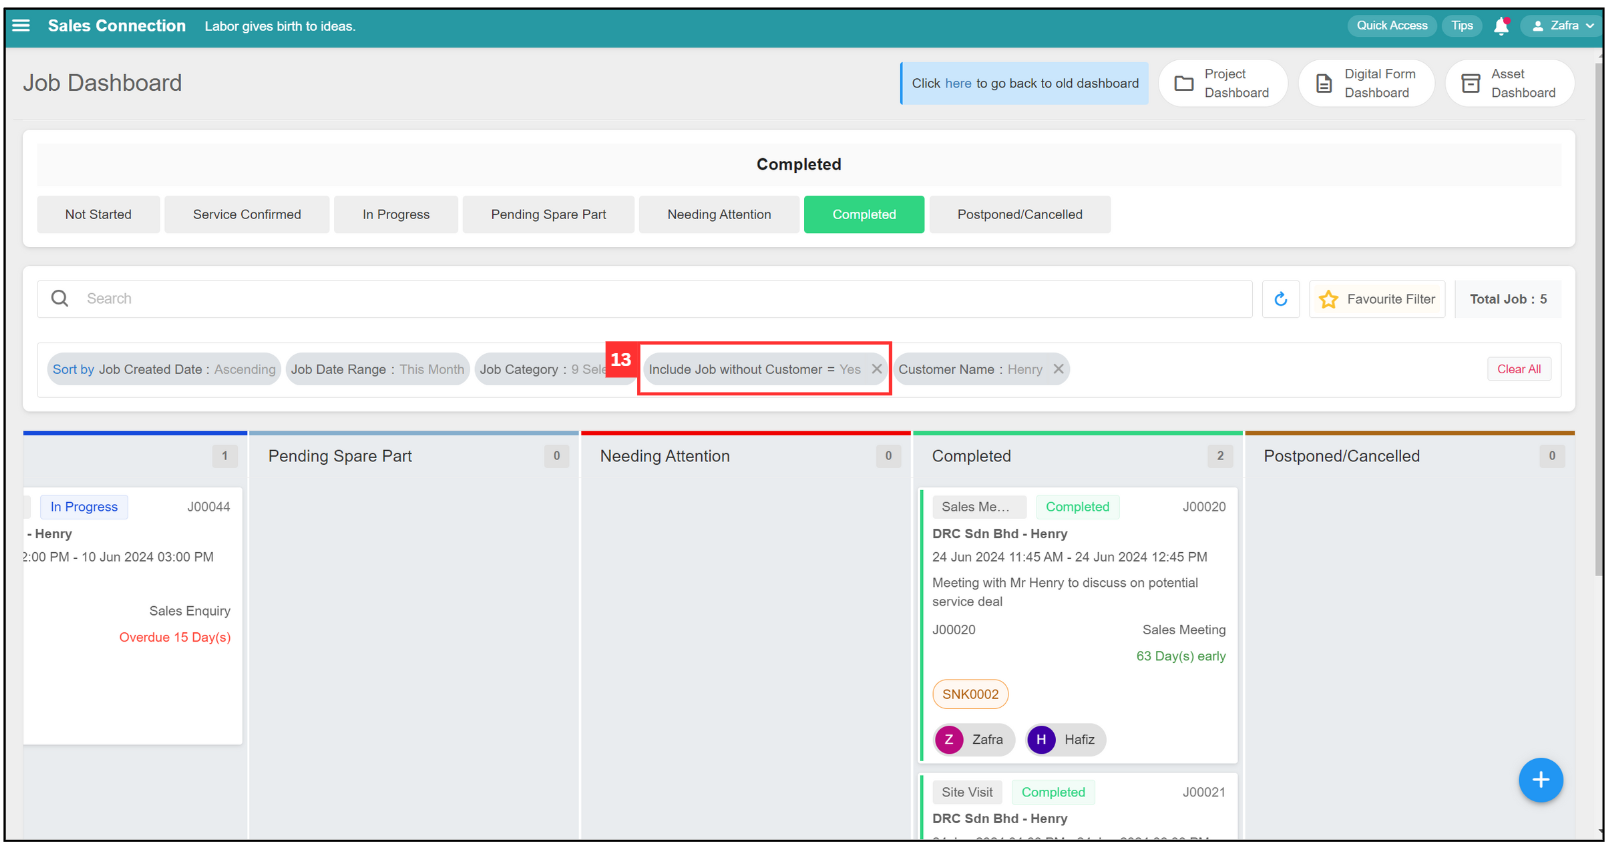 Sales Connection Labor gives birth to ideas. Quick Access Tips Zafra
Job Dashboard
Click here to go back to old dashboard
Project
Dashboard
Digital Form
Dashboard
Asset
Dashboard
Completed
Not Started Service Confirmed In Progress Pending Spare Part Needing Attention Completed Postponed/Cancelled
Search
Favourite Filter
Total Job : 5
Sort by Job Created Date : Ascending
Job Date Range : This Month
Job Category : 9 Sele
13
Include Job without Customer = Yes
Customer Name : Henry
Clear All
1
In Progress J00044
- Henry
2:00 PM - 10 Jun 2024 03:00 PM
Sales Enquiry
Overdue 15 Day(s)
Pending Spare Part 0
Needing Attention 0
Completed 2
Sales Me... Completed J00020
DRC Sdn Bhd - Henry
24 Jun 2024 11:45 AM - 24 Jun 2024 12:45 PM
Meeting with Mr Henry to discuss on potential
service deal
J00020 Sales Meeting
63 Day(s) early
SNK0002
Z Zafra H Hafiz
Site Visit Completed J00021
DRC Sdn Bhd - Henry
Postponed/Cancelled 0